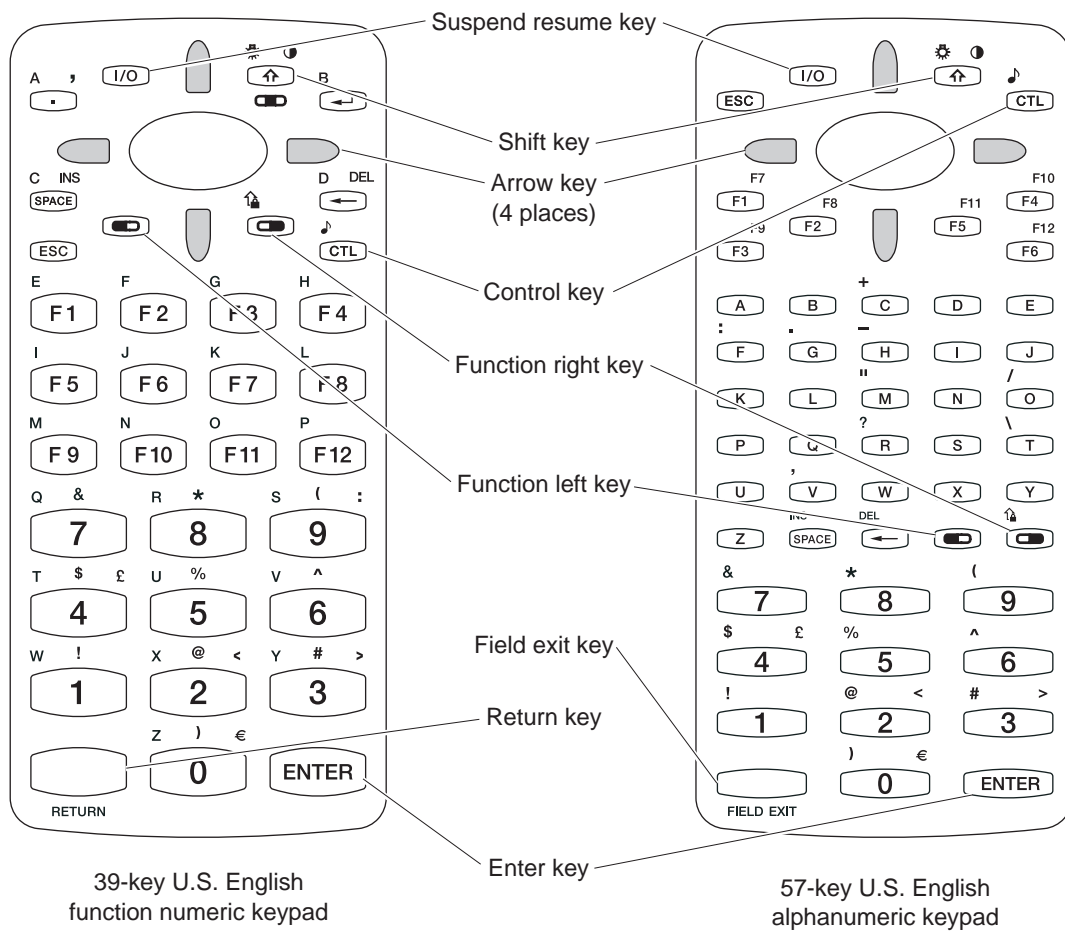 Suspend resume key
Shift key
Arrow key
(4 places)
Control key
Function right key
Function left key
Field exit key
Return key
Enter key
A , I/O B
.
C INS D DEL
SPACE
ESC CTL
E F G H
F1 F2 F3 F4
I J K L
F5 F6 F7 F8
M N O P
F9 F10 F11 F12
Q & R * S ( :
7 8 9
T $ £ U % V ^
4 5 6
W ! X @ < Y # >
1 2 3
Z ) €
0 ENTER
RETURN
39-key U.S. English
function numeric keypad
I/O
ESC CTL
F7 F10
F1 F8 F11 F4
F2 F5
F9 F12
F3 F6
+
A B C D E
: . –
F G H I J
" /
K L M N O
? \
P Q R S T
,
U V W X Y
INS DEL
Z SPACE
& * (
7 8 9
$ £ % ^
4 5 6
! @ < # >
1 2 3
) €
0 ENTER
FIELD EXIT
57-key U.S. English
alphanumeric keypad